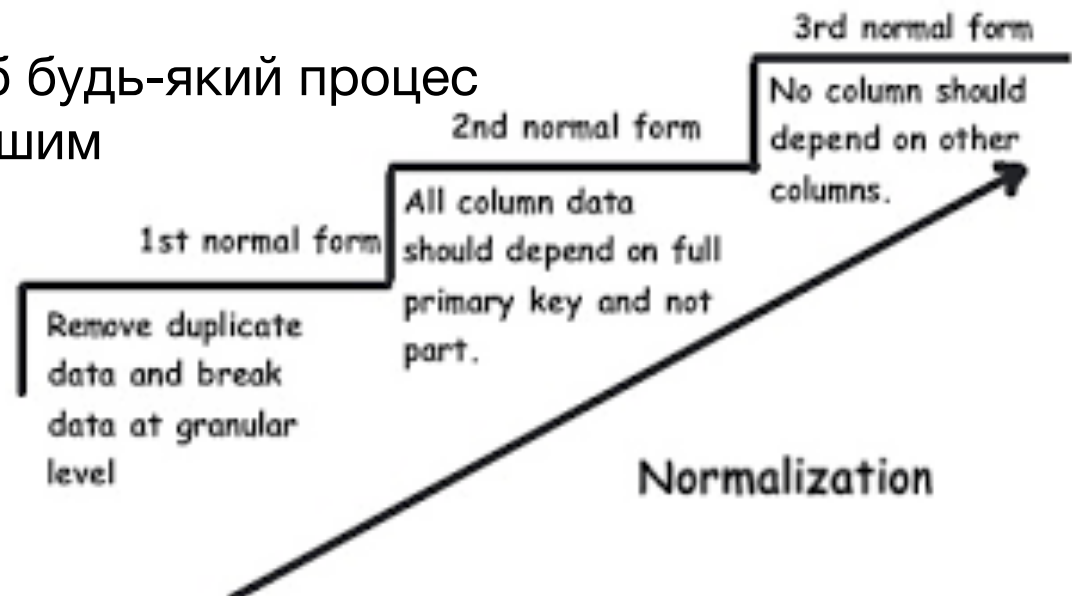 будь-який процес
3rd normal form
No column should
depend on other
columns.
2nd normal form
All column data
should depend on full
primary key and not
part.
1st normal form
Remove duplicate
data and break
data at granular
level
Normalization